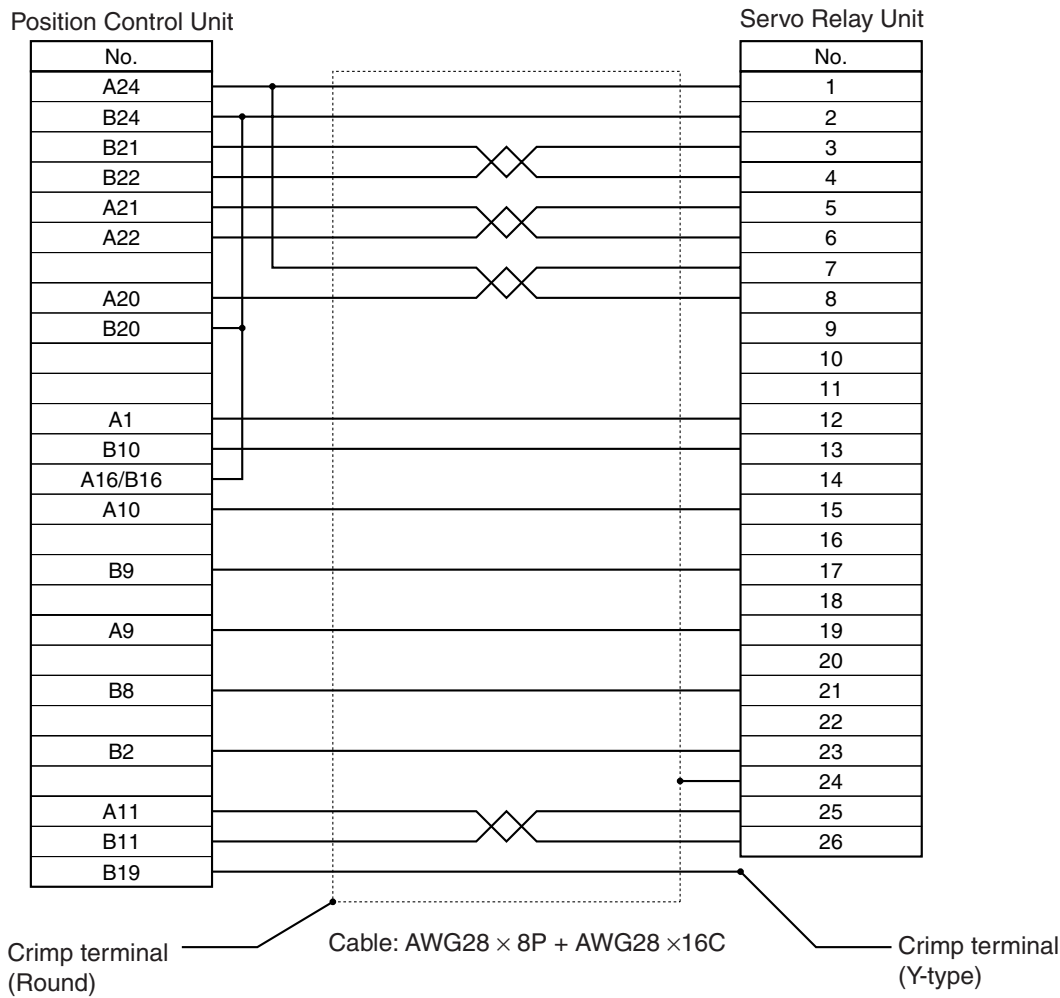 Position Control Unit
Servo Relay Unit
No.
A24
B24
B21
B22
A21
A22
A20
B20
A1
B10
A16/B16
A10
B9
A9
B8
B2
A11
B11
B19
No.
1
2
3
4
5
6
7
8
9
10
11
12
13
14
15
16
17
18
19
20
21
22
23
24
25
26
Crimp terminal
(Round)
Cable: AWG28 × 8P + AWG28 ×16C
Crimp terminal
(Y-type)